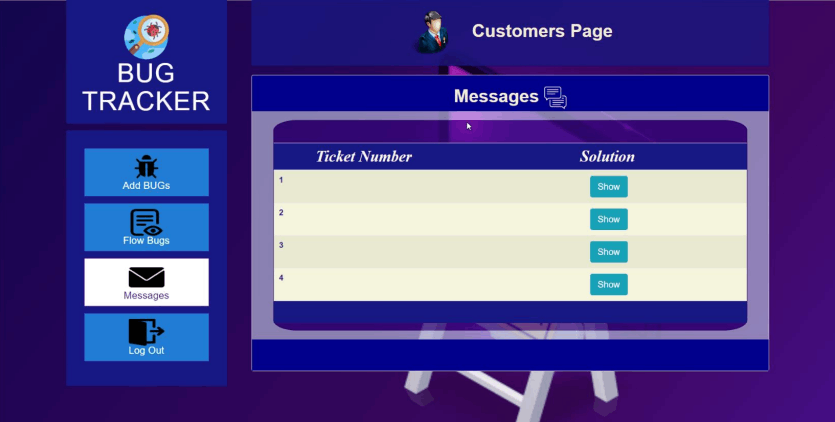 BUG
TRACKER
Add BUGs
Flow Bugs
Messages
Log Out
Customers Page
Messages
Ticket Number Solution
1 Show
2 Show
3 Show
4 Show